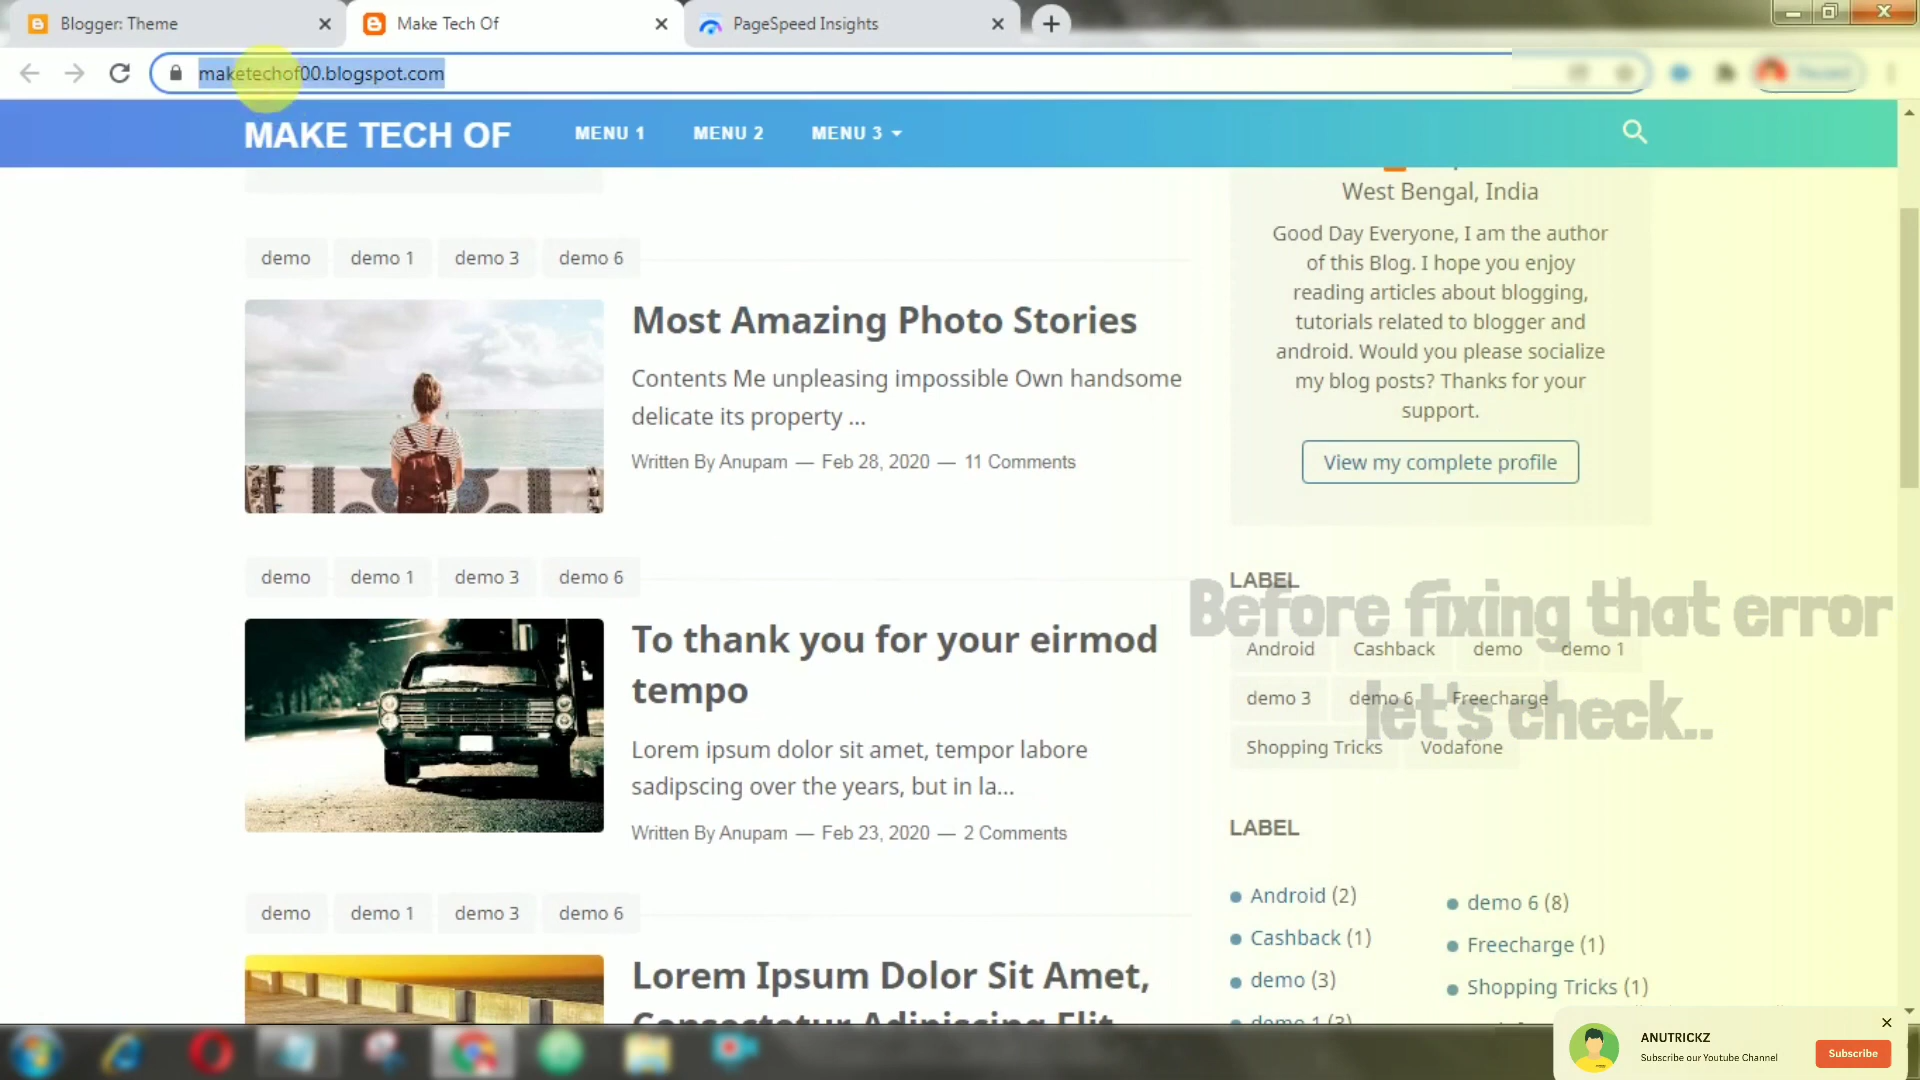 Blogger: Theme
Make Tech Of
PageSpeed Insights
maketechof00.blogspot.com
MAKE TECH OF
MENU 1
MENU 2
MENU 3
West Bengal, India
Good Day Everyone, I am the author
of this Blog. I hope you enjoy
reading articles about blogging,
tutorials related to blogger and
android. Would you please socialize
my blog posts? Thanks for your
support.
View my complete profile
demo
demo 1
demo 3
demo 6
Most Amazing Photo Stories
Contents Me unpleasing impossible Own handsome
delicate its property ...
Written By Anupam — Feb 28, 2020 — 11 Comments
demo
demo 1
demo 3
demo 6
To thank you for your eirmod
tempo
Lorem ipsum dolor sit amet, tempor labore
sadipscing over the years, but in la...
Written By Anupam — Feb 23, 2020 — 2 Comments
demo
demo 1
demo 3
demo 6
Lorem Ipsum Dolor Sit Amet,
Consectetur Adipiscing Elit
LABEL
Before fixing that error
let's check..
Android
Cashback
demo
demo 1
demo 3
demo 6
Freecharge
Shopping Tricks
Vodafone
LABEL
Android (2)
Cashback (1)
demo (3)
demo 1 (3)
demo 6 (8)
Freecharge (1)
Shopping Tricks (1)
ANUTRICKZ
Subscribe our Youtube Channel
Subscribe